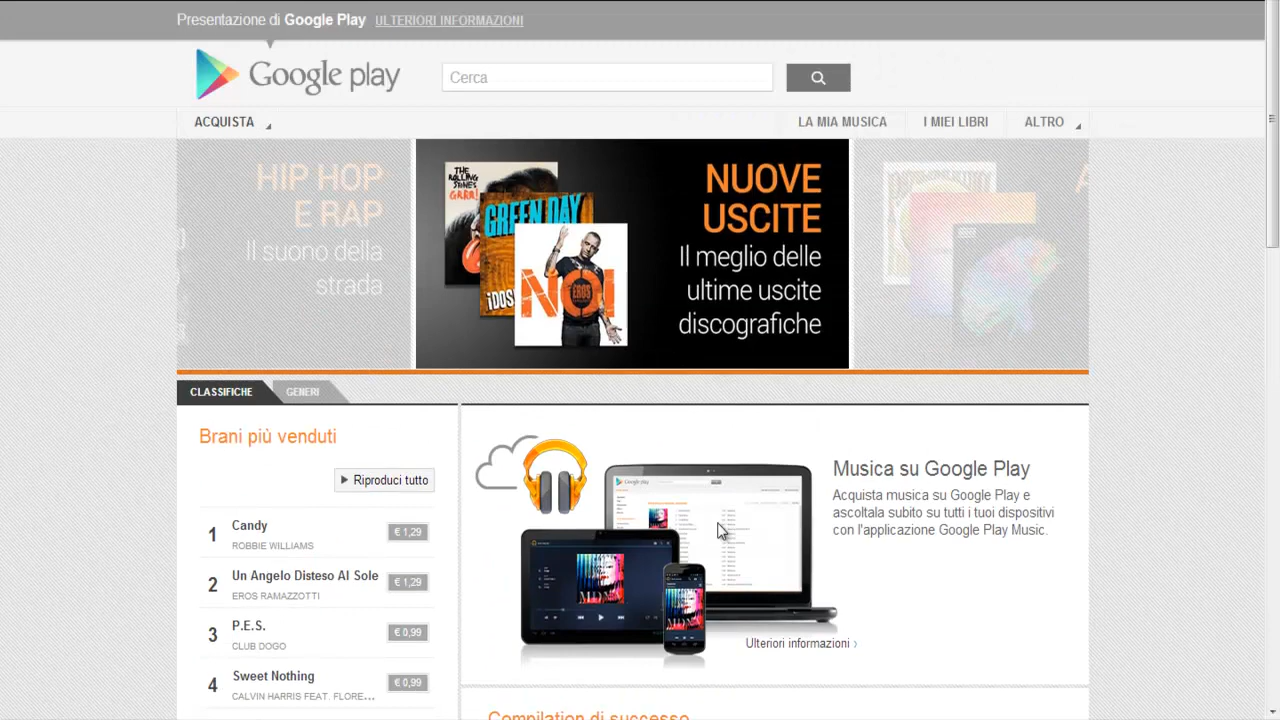 Presentazione di Google Play ULTERIORI INFORMAZIONI
Google play
Cerca
ACQUISTA
LA MIA MUSICA
I MIEI LIBRI
ALTRO
HIP HOP
E RAP
Il suono della
strada
THE
ROLLING
STONES
GRRR!
GREEN DAY
¡DOS
NOI
EROS
NUOVE
USCITE
Il meglio delle
ultime uscite
discografiche
CLASSIFICHE
GENERI
Brani più venduti
Riproduci tutto
1 Candy € 1,29
ROBBIE WILLIAMS
2 Un Angelo Disteso Al Sole € 1,29
EROS RAMAZZOTTI
3 P.E.S. € 0,99
CLUB DOGO
4 Sweet Nothing € 0,99
CALVIN HARRIS FEAT. FLORE...
Google play
MDNA
MDNA
Musica su Google Play
Acquista musica su Google Play e
ascoltala subito su tutti i tuoi dispositivi
con l'applicazione Google Play Music.
Ulteriori informazioni ›
Compilation di successo